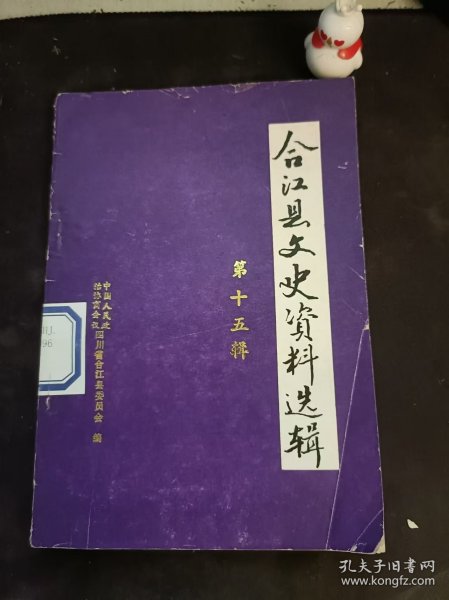 合江县文史资料选辑
第十五辑
中国人民政
治协商会议四川省合江县委员会 编
96
孔夫子旧书网
www.kongfz.com